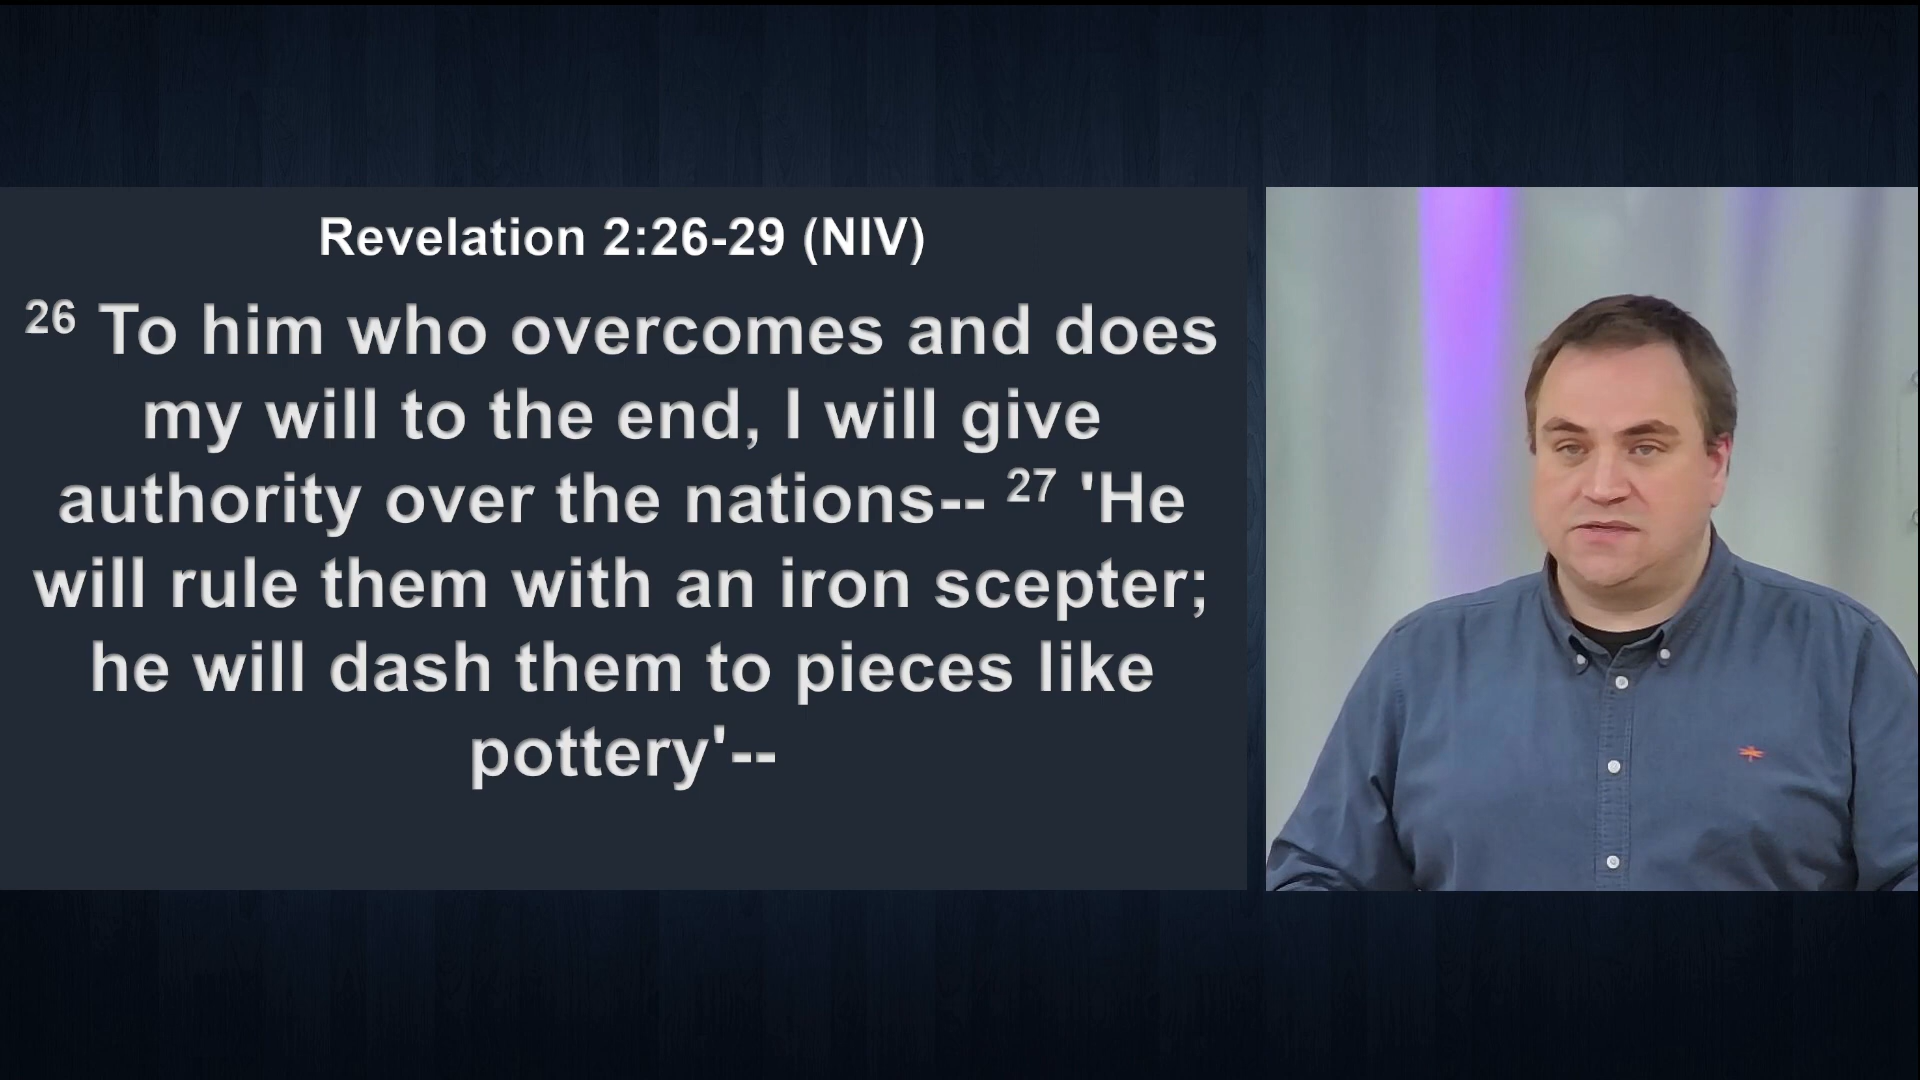 Revelation 2:26-29 (NIV)
26 To him who overcomes and does
my will to the end, I will give
authority over the nations-- 27 'He
will rule them with an iron scepter;
he will dash them to pieces like
pottery'--